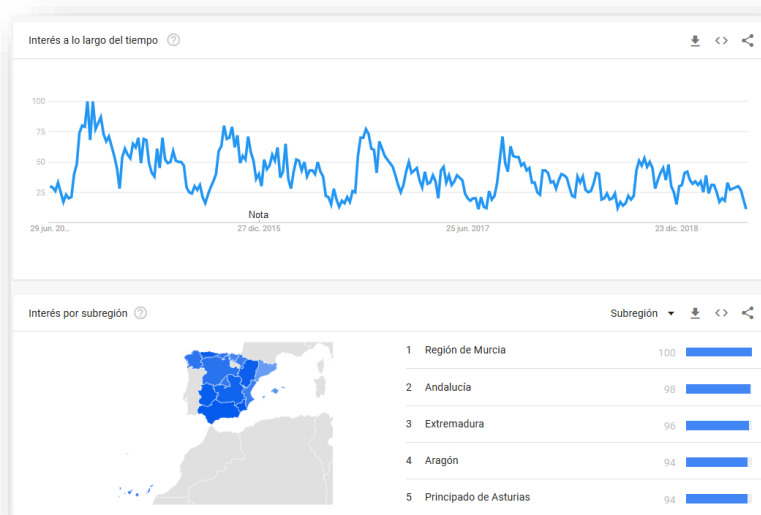 Interés a lo largo del tiempo
100
75
50
25
Nota
29 jun. 20...
27 dic. 2015
25 jun. 2017
23 dic. 2018
Interés por subregión
Subregión
1 Región de Murcia 100
2 Andalucía 98
3 Extremadura 96
4 Aragón 94
5 Principado de Asturias 94